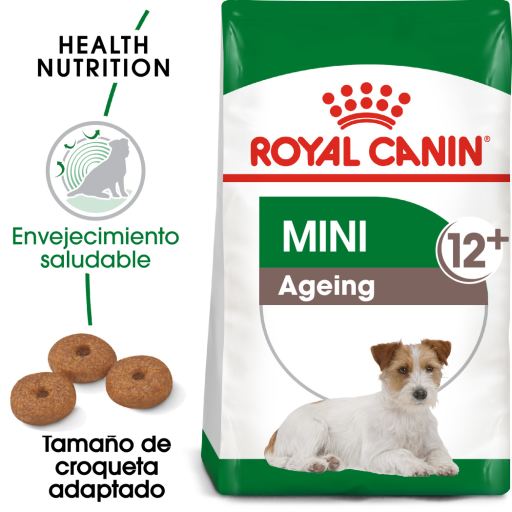 HEALTH
NUTRITION
Envejecimiento
saludable
Tamaño de
croqueta
adaptado
ROYAL CANIN®
MINI
12+
Ageing